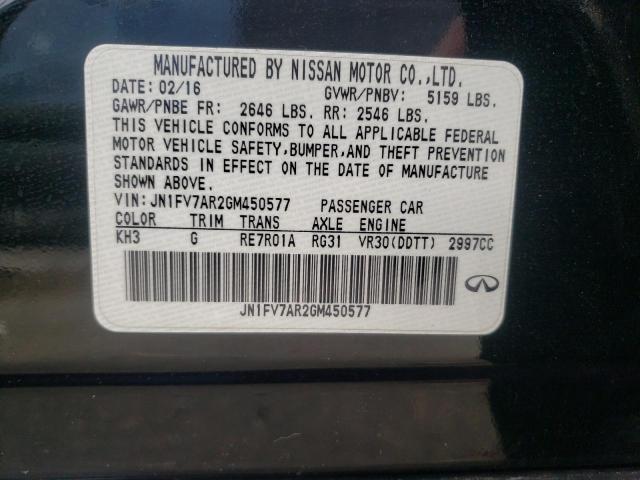 MANUFACTURED BY NISSAN MOTOR CO.,LTD.
DATE: 02/16 GVWR/PNBV: 5159 LBS.
GAWR/PNBE FR: 2646 LBS. RR: 2546 LBS.
THIS VEHICLE CONFORMS TO ALL APPLICABLE FEDERAL
MOTOR VEHICLE SAFETY,BUMPER,AND THEFT PREVENTION
STANDARDS IN EFFECT ON THE DATE OF MANUFACTURE
SHOWN ABOVE.
VIN:JN1FV7AR2GM450577 PASSENGER CAR
COLOR TRIM TRANS AXLE ENGINE
KH3 G RE7R01A RG31 VR30(DDTT) 2997CC
JN1FV7AR2GM450577